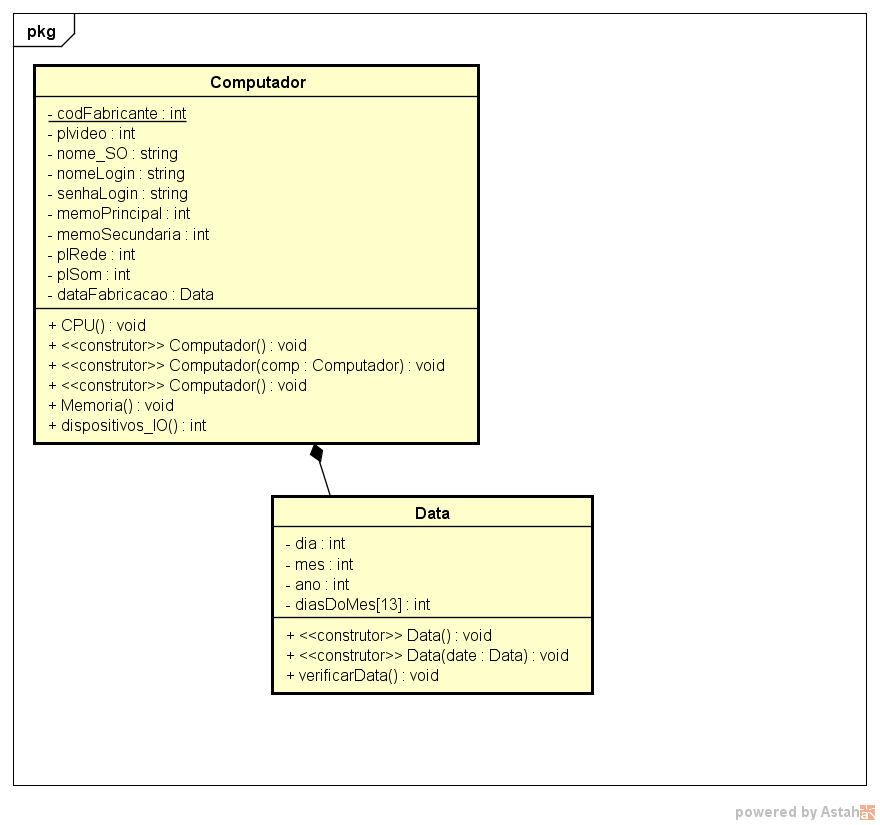 pkg
Computador
- codFabricante : int
- plvideo : int
- nome_SO : string
- nomeLogin : string
- senhaLogin : string
- memoPrincipal : int
- memoSecundaria : int
- plRede : int
- plSom : int
- dataFabricacao : Data
+ CPU() : void
+ <<construtor>> Computador() : void
+ <<construtor>> Computador(comp : Computador) : void
+ <<construtor>> Computador() : void
+ Memoria() : void
+ dispositivos_IO() : int
Data
- dia : int
- mes : int
- ano : int
- diasDoMes[13] : int
+ <<construtor>> Data() : void
+ <<construtor>> Data(date : Data) : void
+ verificarData() : void
powered by Astah